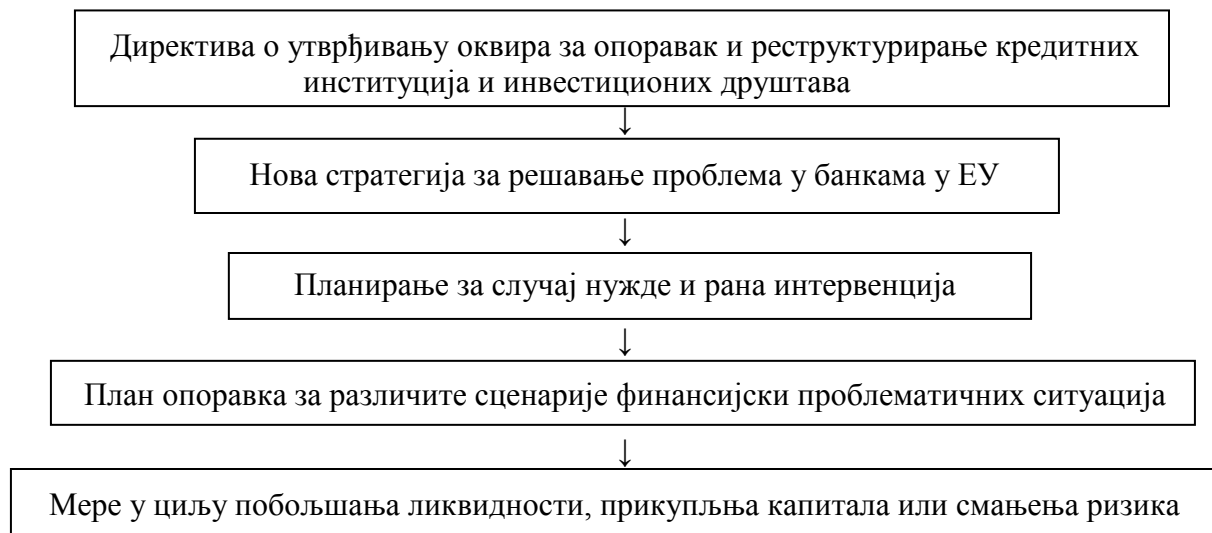 Директива о утврђивању оквира за опоравак и реструктурирање кредитних
институција и инвестиционих друштава
↓
Нова стратегија за решавање проблема у банкама у ЕУ
↓
Планирање за случај нужде и рана интервенција
↓
План опоравка за различите сценарије финансијски проблематичних ситуација
↓
Мере у циљу побољшања ликвидности, прикупљња капитала или смањења ризика